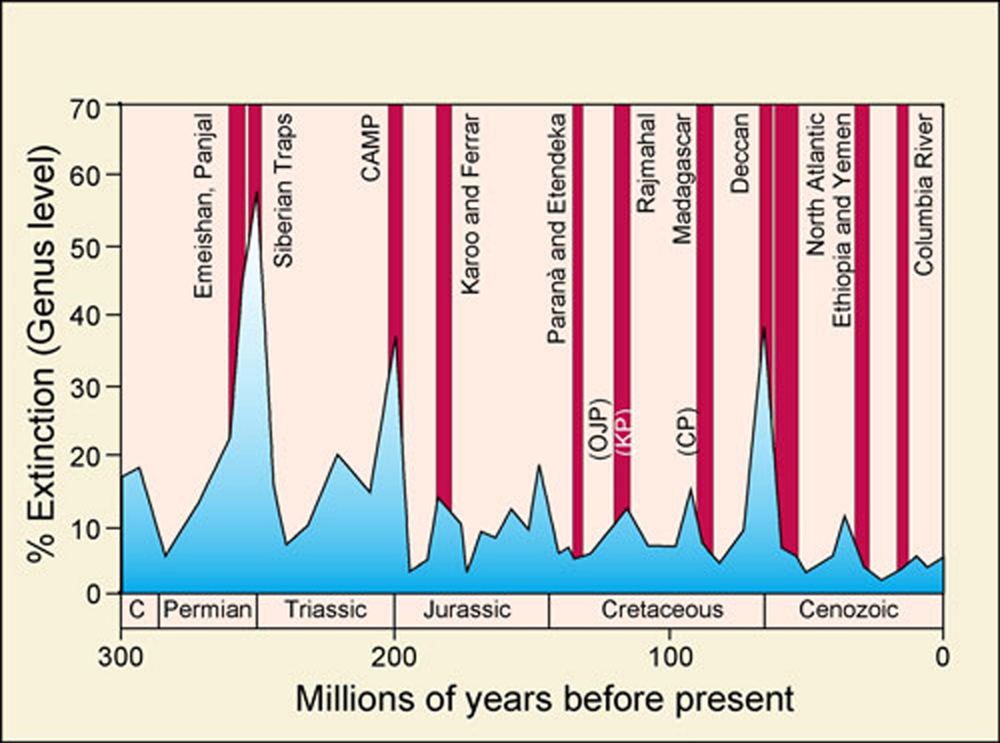 % Extinction (Genus level)
70
60
50
40
30
20
10
0
Emeishan, Panjal
Siberian Traps
CAMP
Karoo and Ferrar
Paranà and Etendeka
(OJP)
(KP)
Rajmahal
Madagascar
(CP)
Deccan
North Atlantic
Ethiopia and Yemen
Columbia River
C
Permian
Triassic
Jurassic
Cretaceous
Cenozoic
300
200
100
0
Millions of years before present